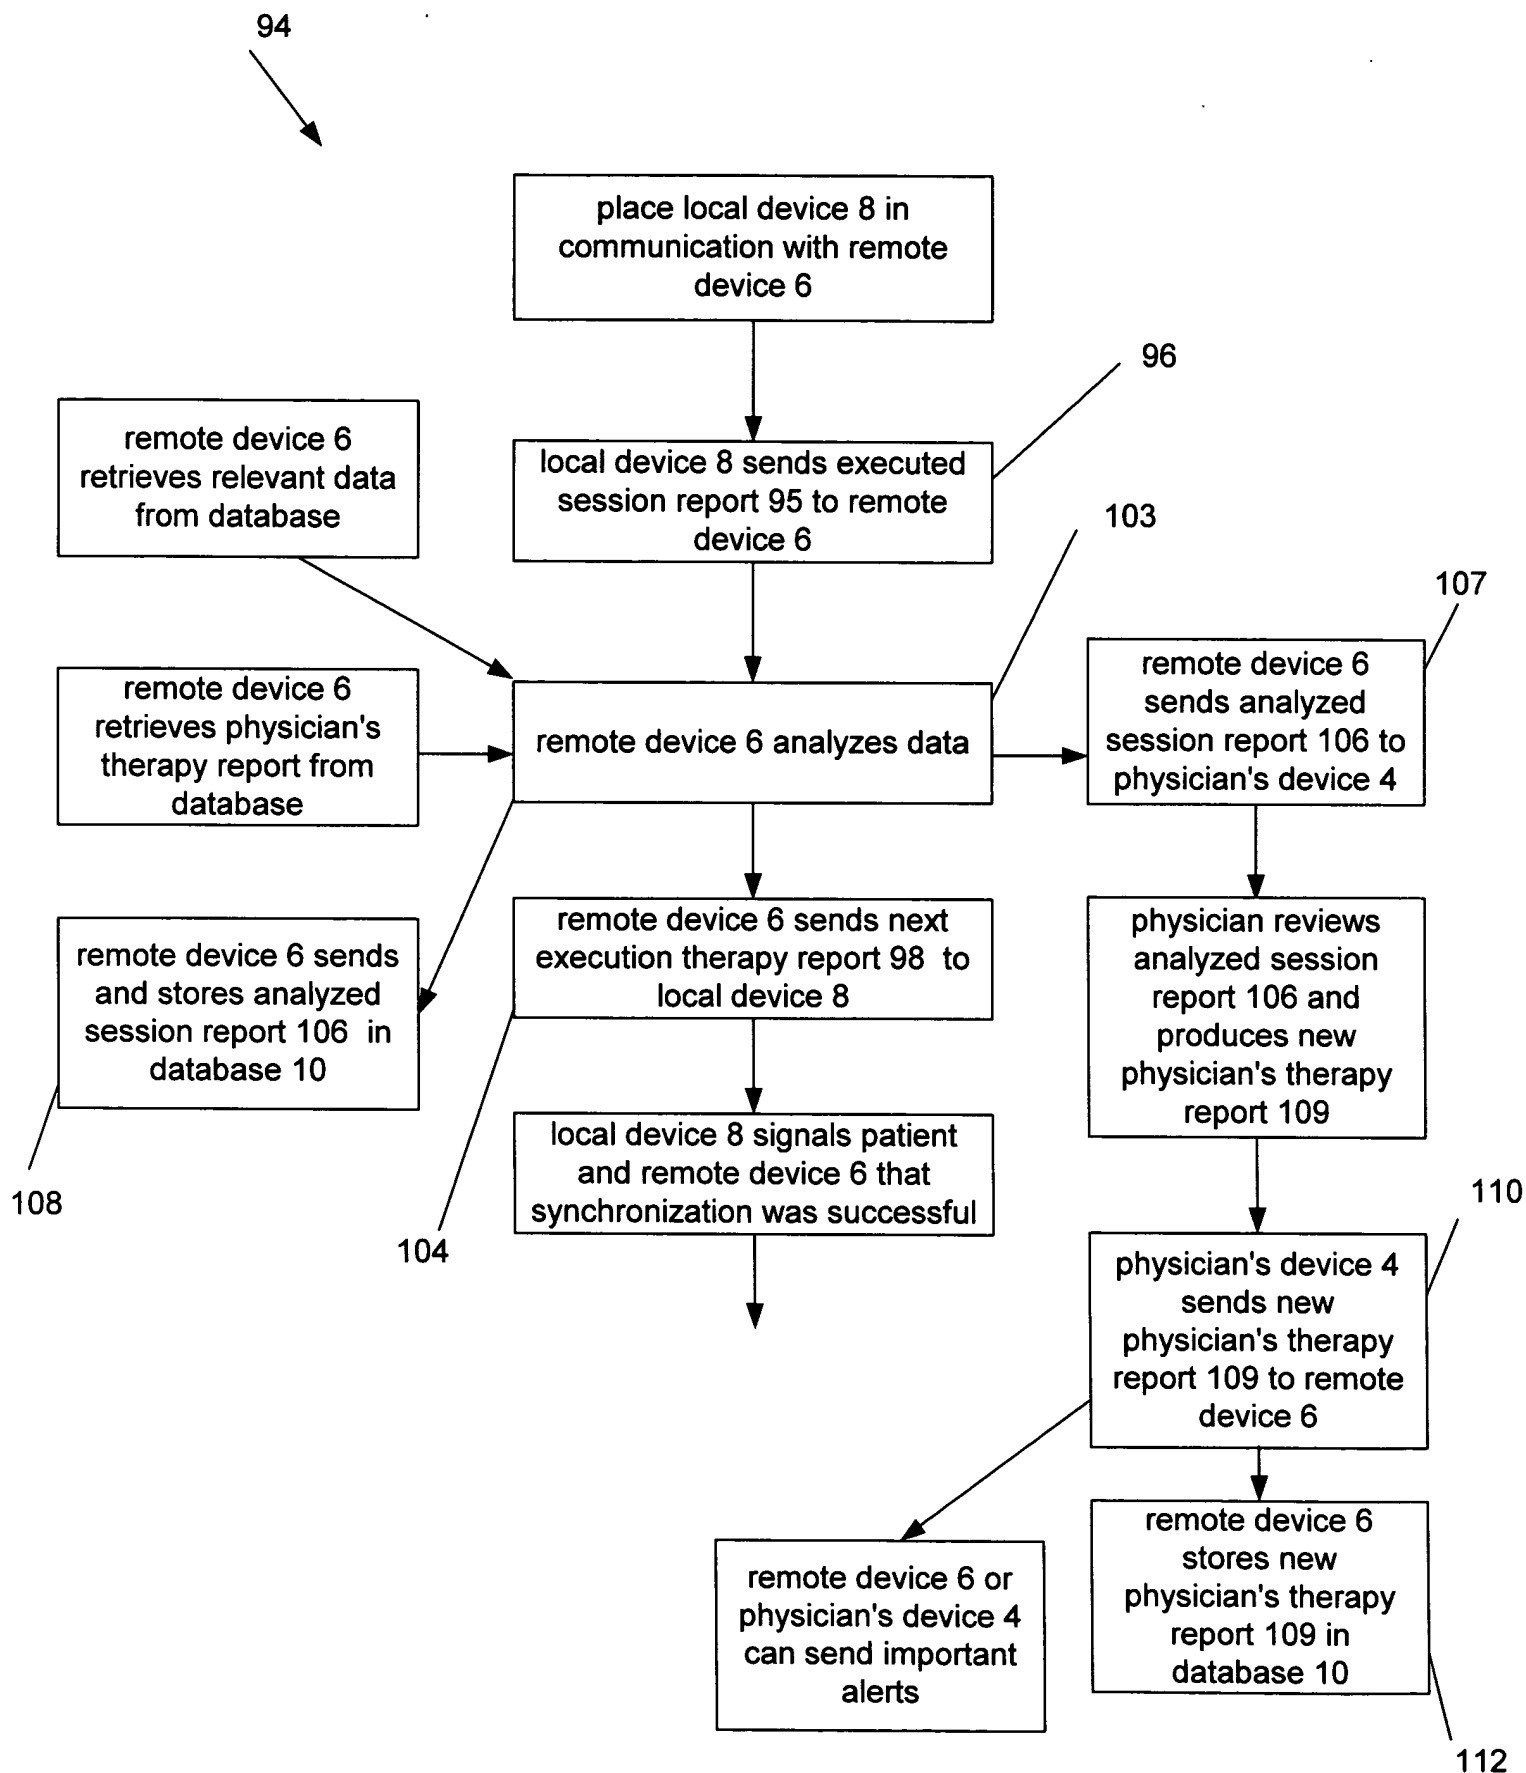 94
place local device 8 in
communication with remote
device 6
96
remote device 6
retrieves relevant data
from database
local device 8 sends executed
session report 95 to remote
device 6
103
107
remote device 6
retrieves physician's
therapy report from
database
remote device 6 analyzes data
remote device 6
sends analyzed
session report 106 to
physician's device 4
remote device 6 sends
and stores analyzed
session report 106 in
database 10
remote device 6 sends next
execution therapy report 98 to
local device 8
physician reviews
analyzed session
report 106 and
produces new
physician's therapy
report 109
108
104
local device 8 signals patient
and remote device 6 that
synchronization was successful
110
physician's device 4
sends new
physician's therapy
report 109 to remote
device 6
remote device 6 or
physician's device 4
can send important
alerts
remote device 6
stores new
physician's therapy
report 109 in
database 10
112